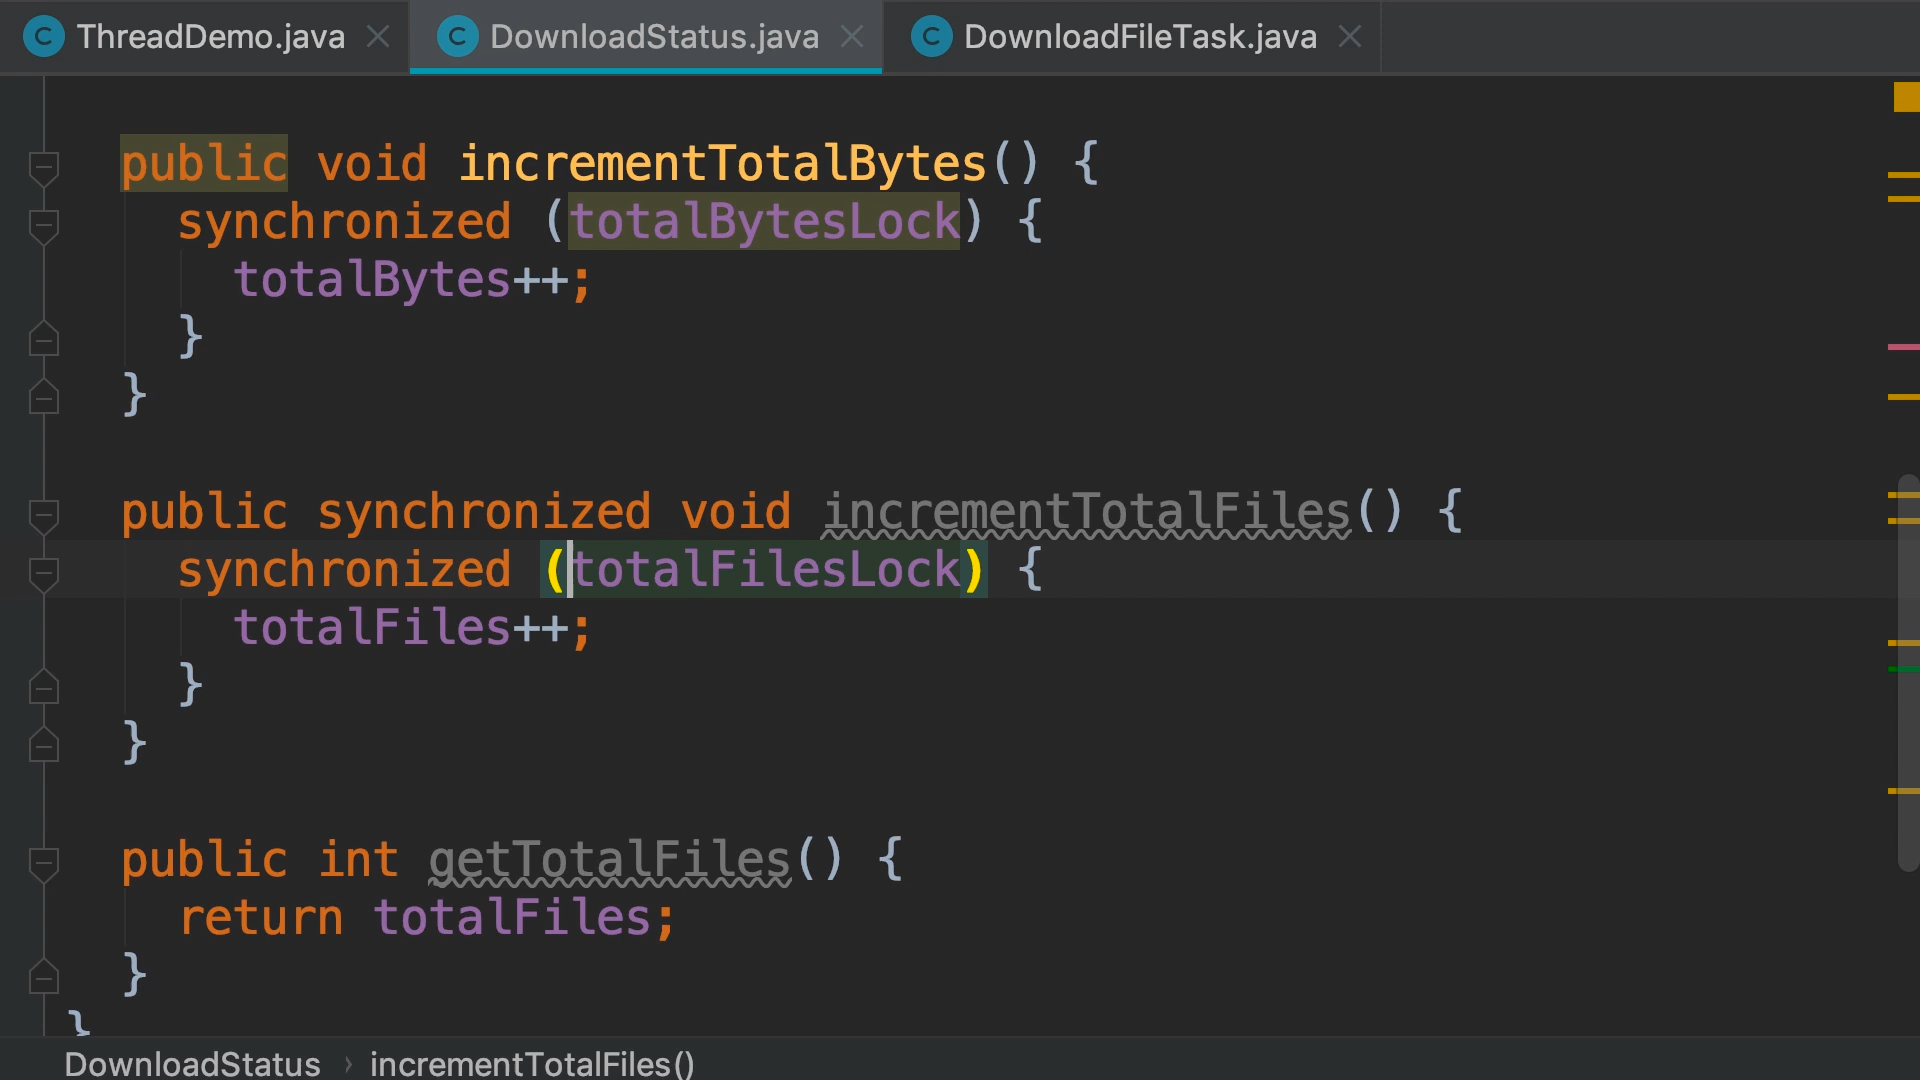 C ThreadDemo.java × C DownloadStatus.java × C DownloadFileTask.java ×
public void incrementTotalBytes() {
synchronized (totalBytesLock) {
totalBytes++;
}
}
public synchronized void incrementTotalFiles() {
synchronized (totalFilesLock) {
totalFiles++;
}
}
public int getTotalFiles() {
return totalFiles;
}
}
DownloadStatus › incrementTotalFiles()